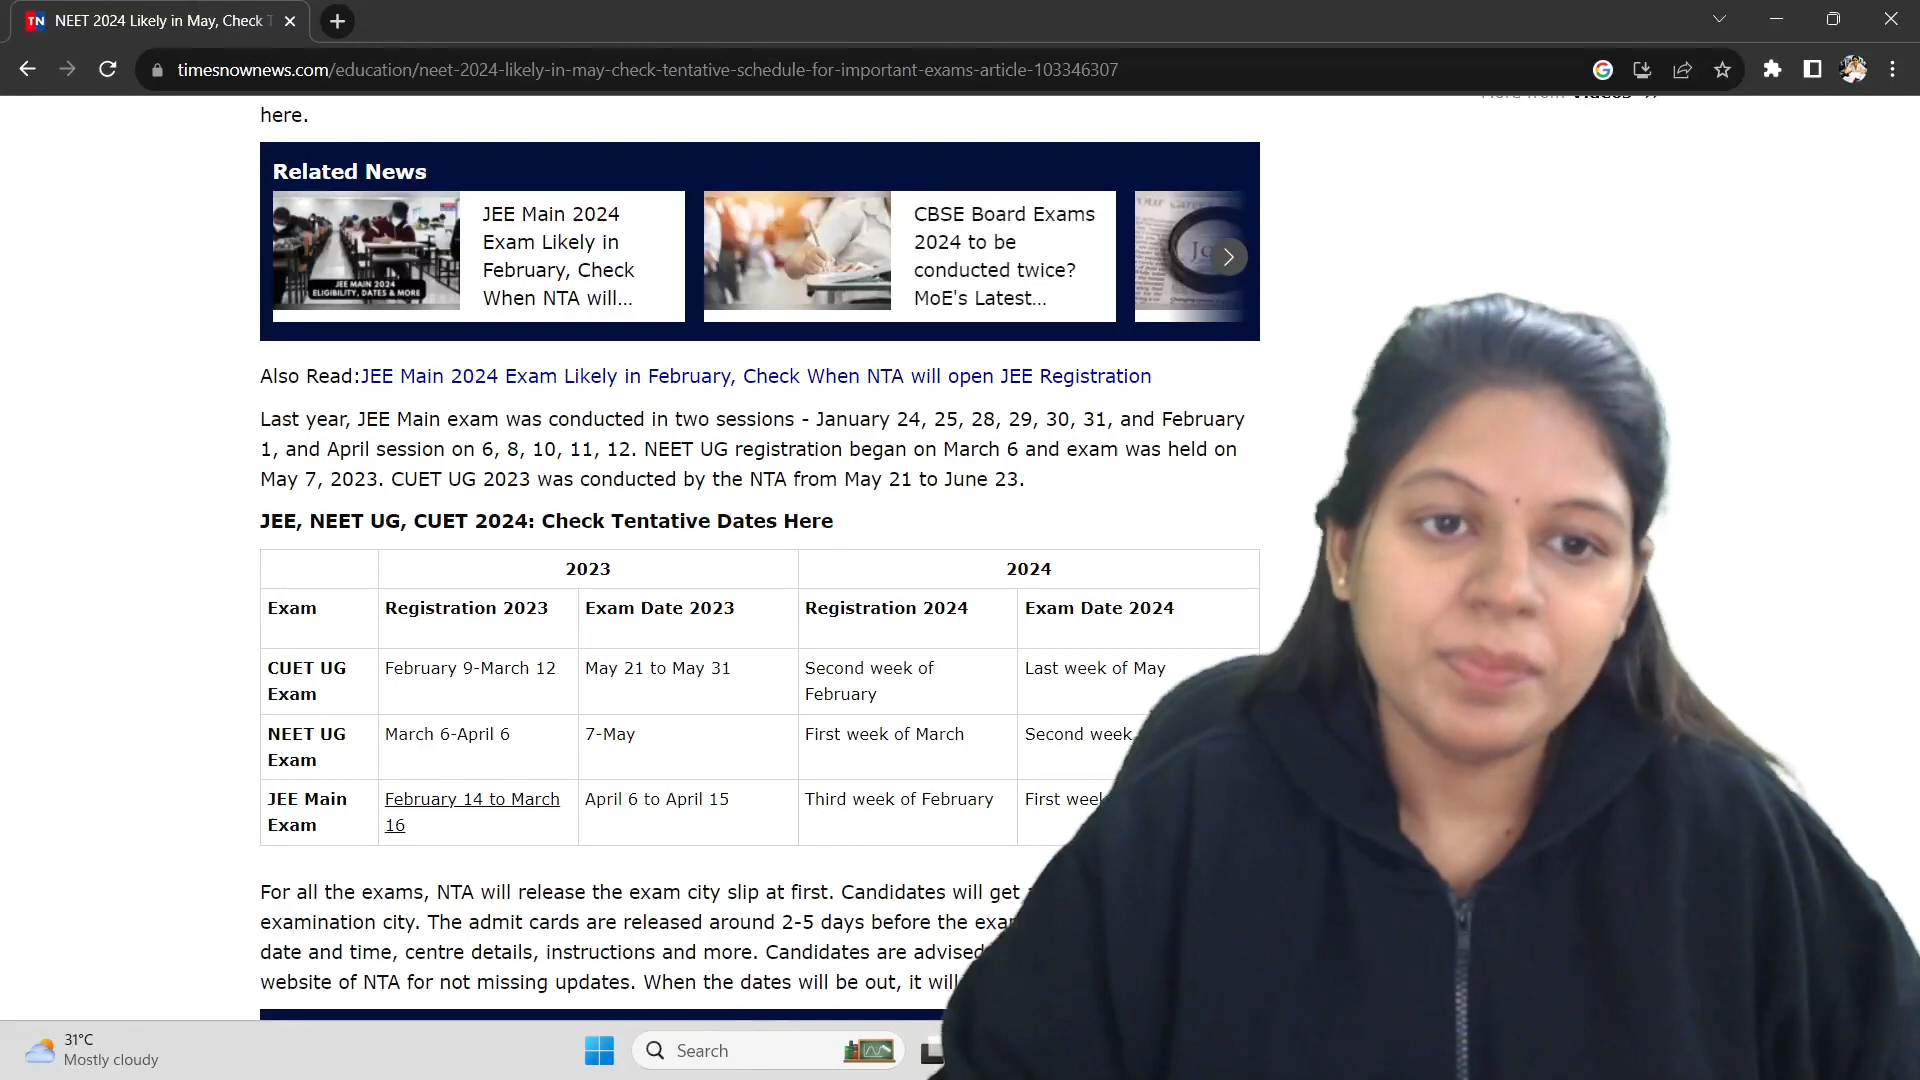 NEET 2024 Likely in May, Check T
timesnownews.com/education/neet-2024-likely-in-may-check-tentative-schedule-for-important-exams-article-103346307
More from Videos
here.
Related News
JEE Main 2024
Exam Likely in
February, Check
When NTA will...
JEE MAIN 2024
ELIGIBILITY, DATES & MORE
CBSE Board Exams
2024 to be
conducted twice?
MoE's Latest...
Also Read:JEE Main 2024 Exam Likely in February, Check When NTA will open JEE Registration
Last year, JEE Main exam was conducted in two sessions - January 24, 25, 28, 29, 30, 31, and February
1, and April session on 6, 8, 10, 11, 12. NEET UG registration began on March 6 and exam was held on
May 7, 2023. CUET UG 2023 was conducted by the NTA from May 21 to June 23.
JEE, NEET UG, CUET 2024: Check Tentative Dates Here
2023 2024
Exam Registration 2023 Exam Date 2023 Registration 2024 Exam Date 2024
CUET UG February 9-March 12 May 21 to May 31 Second week of Last week of May
Exam February
NEET UG March 6-April 6 7-May First week of March Second week
Exam
JEE Main February 14 to March April 6 to April 15 Third week of February First week
Exam 16
For all the exams, NTA will release the exam city slip at first. Candidates will get
examination city. The admit cards are released around 2-5 days before the exam
date and time, centre details, instructions and more. Candidates are advised
website of NTA for not missing updates. When the dates will be out, it will
31°C
Mostly cloudy
Search